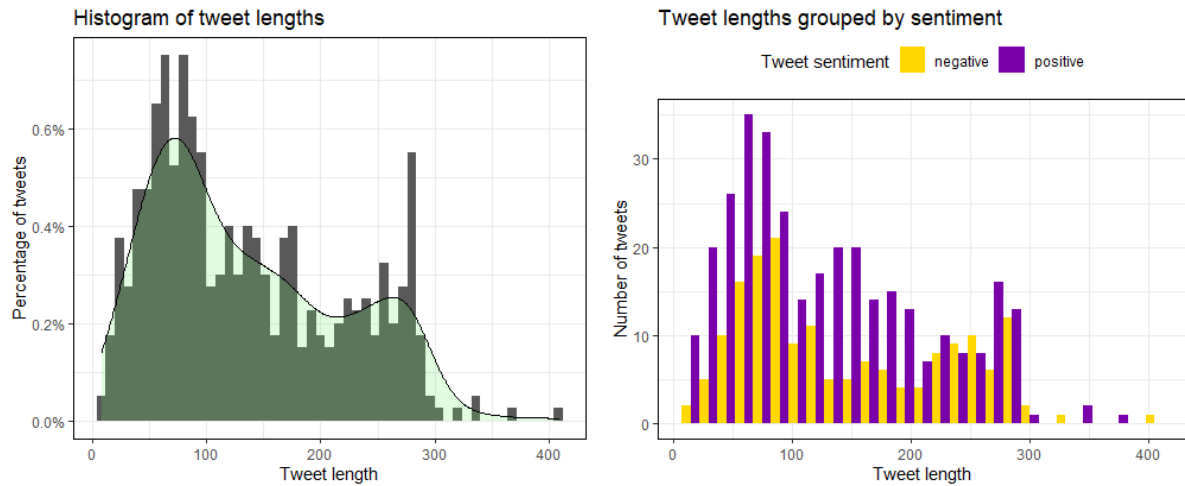 Histogram of tweet lengths
Percentage of tweets
0.6%
0.4%
0.2%
0.0%
0
100
200
300
400
Tweet length
Tweet lengths grouped by sentiment
Tweet sentiment negative positive
Number of tweets
30
20
10
0
0
100
200
300
400
Tweet length